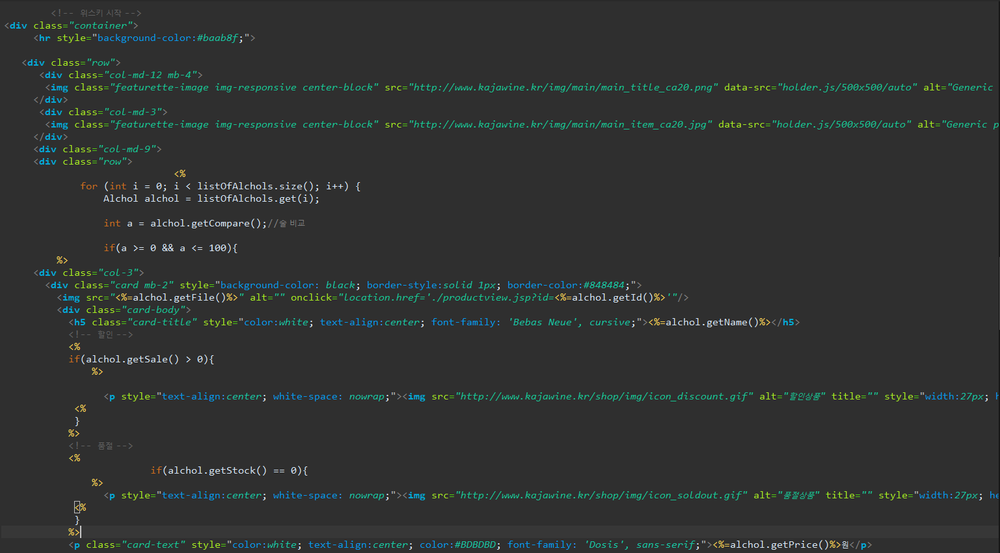 <!-- 위스키 시작 -->
<div class="container">
<hr style="background-color:#baab8f;">
<div class="row">
<div class="col-md-12 mb-4">
<img class="featurette-image img-responsive center-block" src="http://www.kajawine.kr/img/main/main_title_ca20.png" data-src="holder.js/500x500/auto" alt="Generic
</div>
<div class="col-md-3">
<img class="featurette-image img-responsive center-block" src="http://www.kajawine.kr/img/main/main_item_ca20.jpg" data-src="holder.js/500x500/auto" alt="Generic p
</div>
<div class="col-md-9">
<div class="row">
<%
for (int i = 0; i < listOfAlchols.size(); i++) {
Alchol alchol = listOfAlchols.get(i);
int a = alchol.getCompare();//술 비교
if(a >= 0 && a <= 100){
%>
<div class="col-3">
<div class="card mb-2" style="background-color: black; border-style:solid 1px; border-color:#848484;">
<img src="<%=alchol.getFile()%>" alt="" onclick="location.href='./productview.jsp?id=<%=alchol.getId()%>'"/>
<div class="card-body">
<h5 class="card-title" style="color:white; text-align:center; font-family: 'Bebas Neue', cursive;"><%=alchol.getName()%></h5>
<!-- 할인 -->
<%
if(alchol.getSale() > 0){
%>
<p style="text-align:center; white-space: nowrap;"><img src="http://www.kajawine.kr/shop/img/icon_discount.gif" alt="할인상품" title="" style="width:27px; h
<%
}
%>
<!-- 품절 -->
<%
if(alchol.getStock() == 0){
%>
<p style="text-align:center; white-space: nowrap;"><img src="http://www.kajawine.kr/shop/img/icon_soldout.gif" alt="품절상품" title="" style="width:27px; he
<%
}
%>
<p class="card-text" style="color:white; text-align:center; color:#BDBDBD; font-family: 'Dosis', sans-serif;"><%=alchol.getPrice()%>원</p>